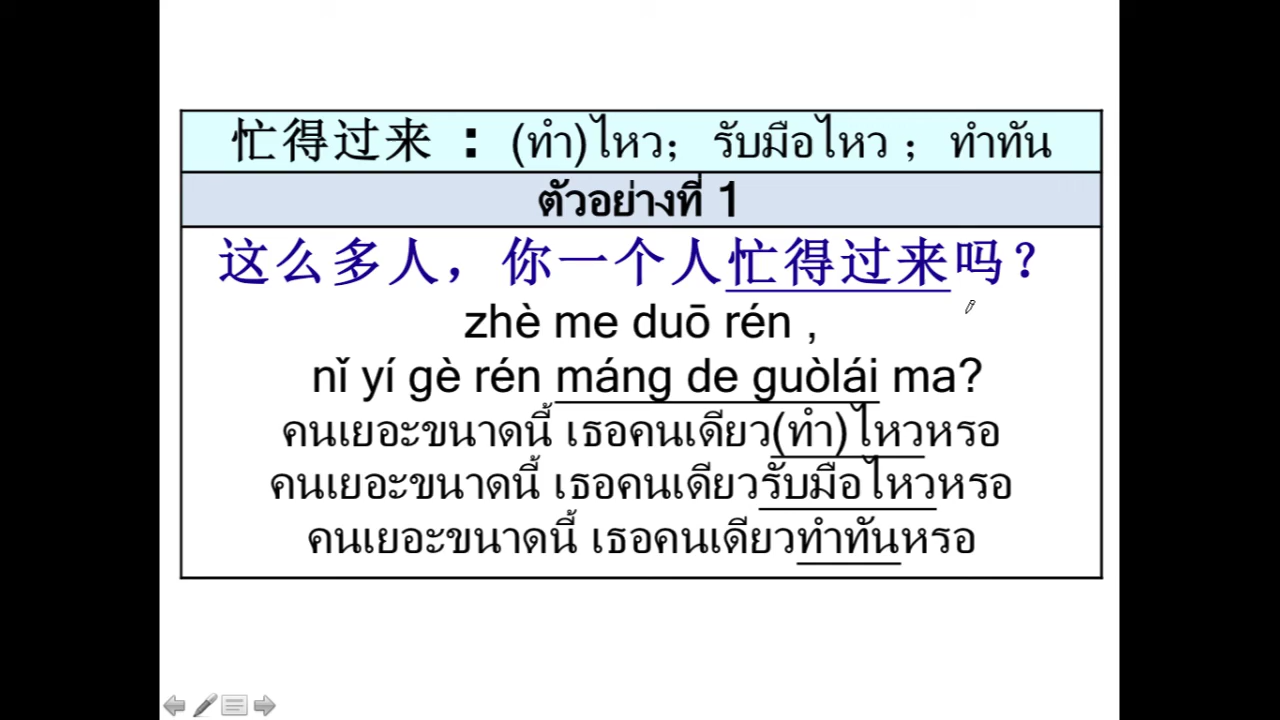 忙得过来 : (ทำ)ไหว; รับมือไหว ; ทำทัน
ตัวอย่างที่ 1
这么多人，你一个人忙得过来吗？
zhè me duō rén ,
nǐ yí gè rén máng de guòlái ma?
คนเยอะขนาดนี้ เธอคนเดียว(ทำ)ไหวหรอ
คนเยอะขนาดนี้ เธอคนเดียวรับมือไหวหรอ
คนเยอะขนาดนี้ เธอคนเดียวทำทันหรอ